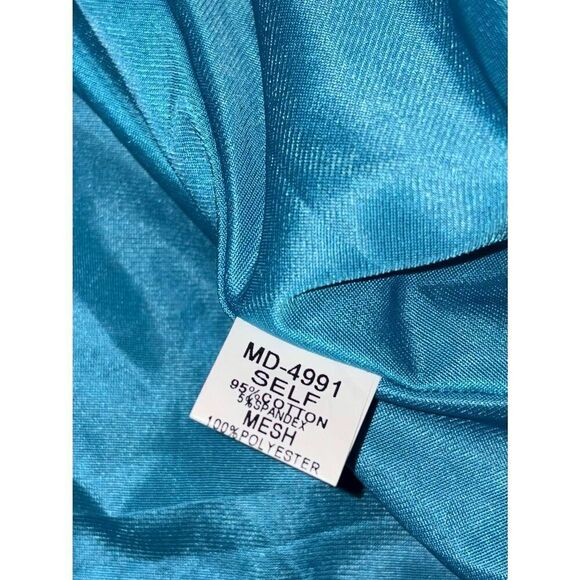 MD-4991
SELF
95%COTTON
5%SPANDEX
MESH
100%POLYESTER